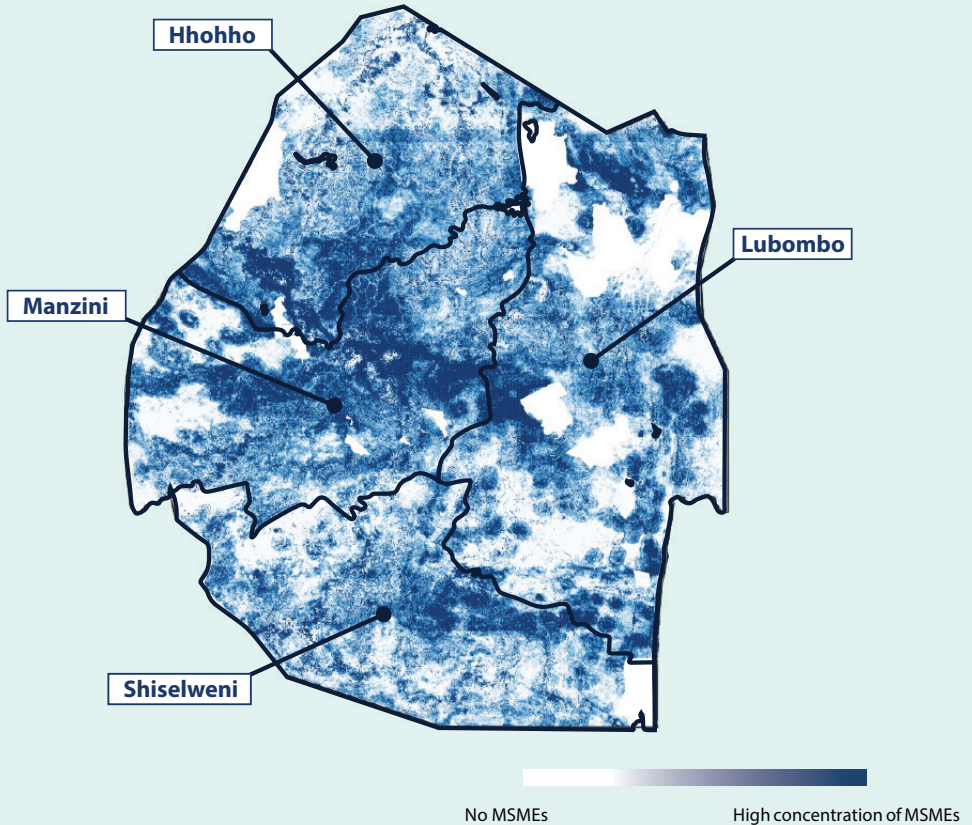 Hhohho
Lubombo
Manzini
Shiselweni
No MSMEs
High concentration of MSMEs